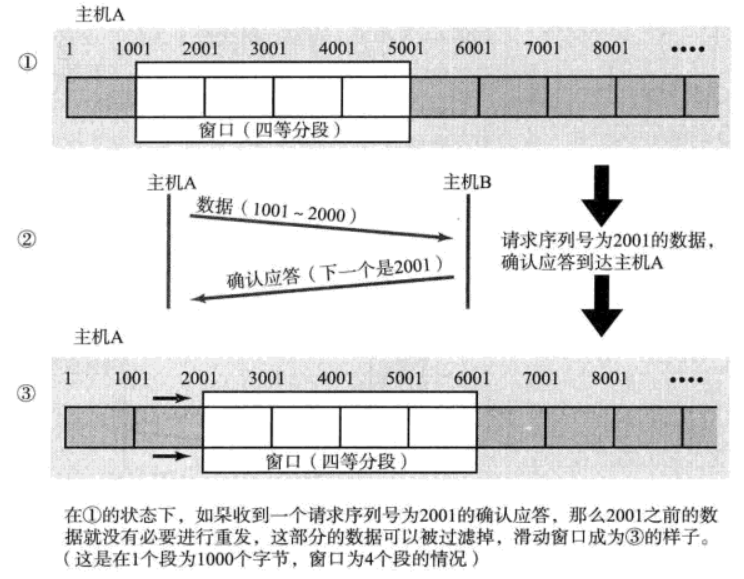 主机A
① 1 1001 2001 3001 4001 5001 6001 7001 8001 ••••
窗口（四等分段）
主机A 主机B
② 数据（1001～2000）
确认应答（下一个是2001）
请求序列号为2001的数据，
确认应答到达主机A
主机A
③ 1 1001 2001 3001 4001 5001 6001 7001 8001 ••••
窗口（四等分段）
在①的状态下，如果收到一个请求序列号为2001的确认应答，那么2001之前的数
据就没有必要进行重发，这部分的数据可以被过滤掉，滑动窗口成为③的样子。
（这是在1个段为1000个字节，窗口为4个段的情况）